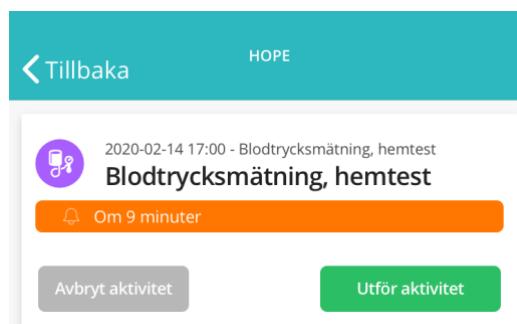 HOPE
Tillbaka
2020-02-14 17:00 - Blodtrycksmätning, hemtest
Blodtrycksmätning, hemtest
Om 9 minuter
Avbryt aktivitet
Utför aktivitet